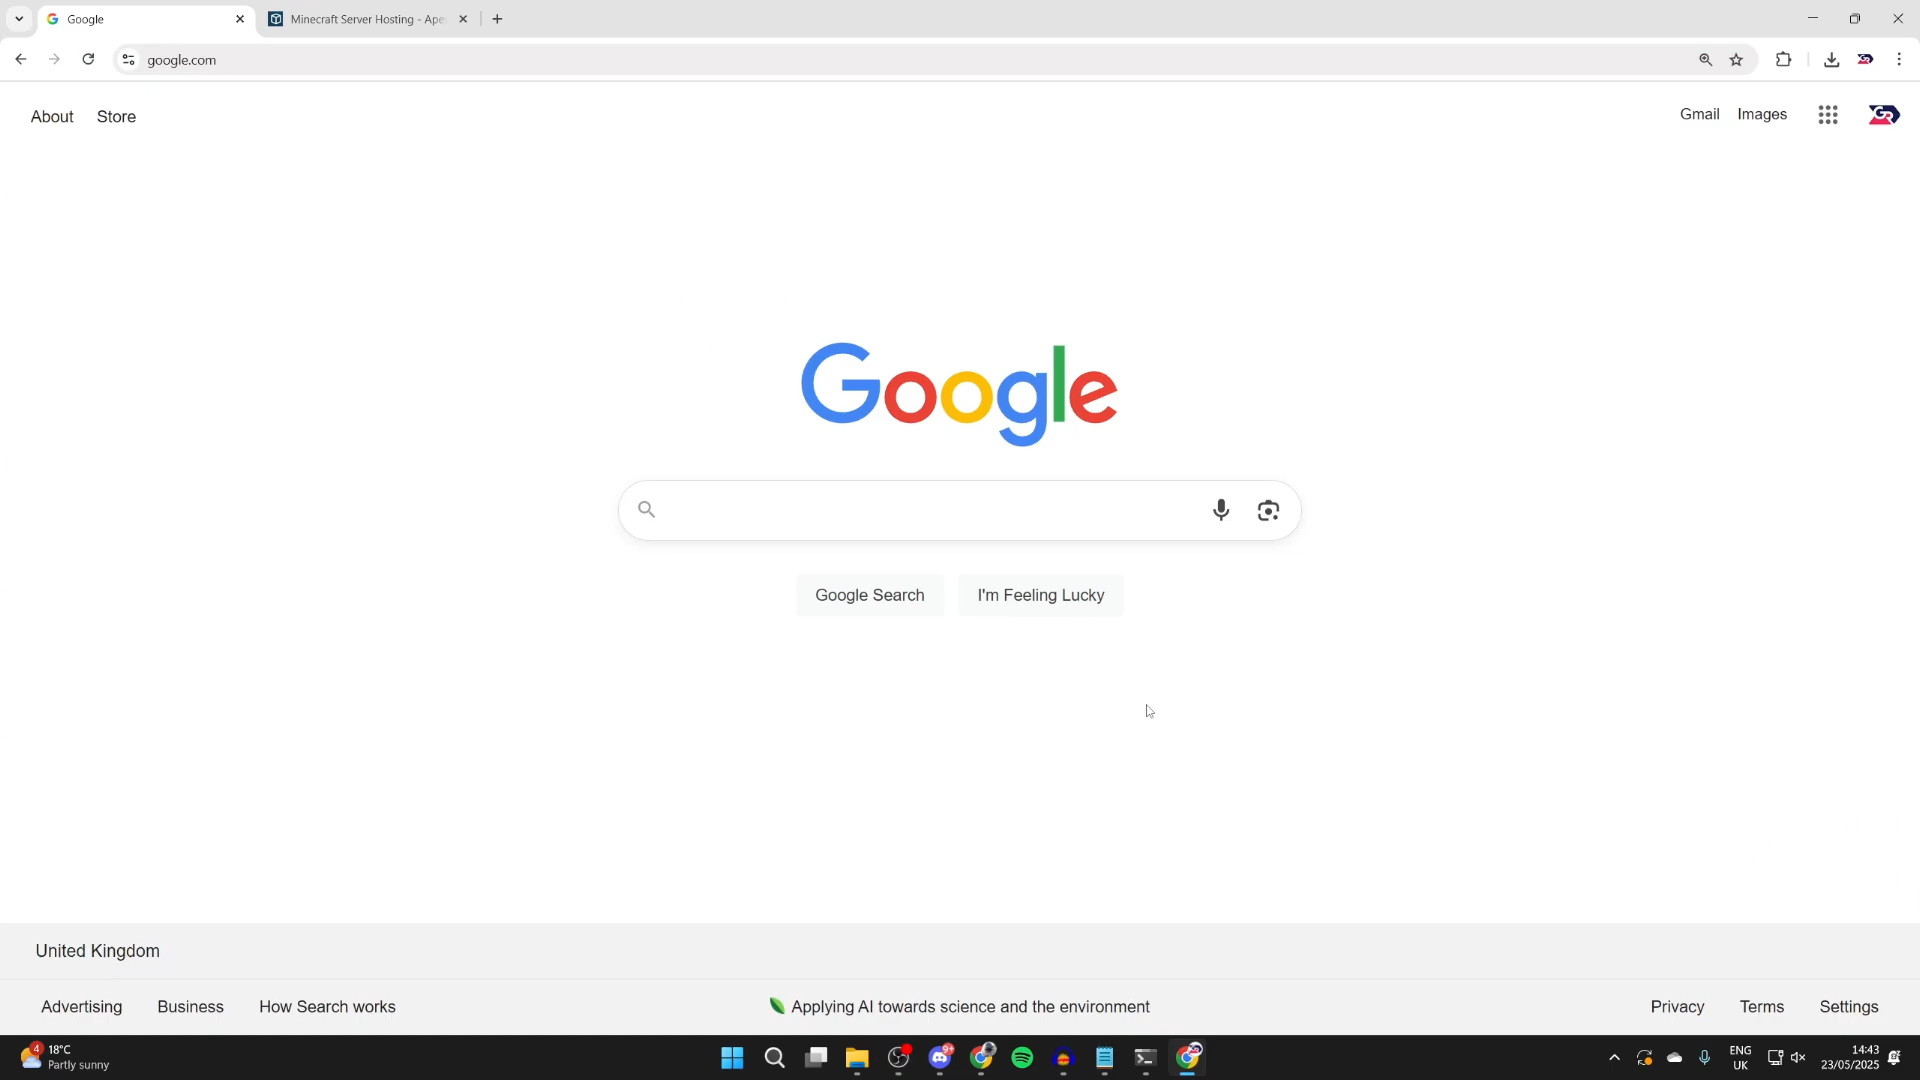 Google
Minecraft Server Hosting - Ape
google.com
About
Store
Gmail
Images
Google
Google Search
I'm Feeling Lucky
United Kingdom
Advertising
Business
How Search works
Applying AI towards science and the environment
Privacy
Terms
Settings
4
18°C
Partly sunny
9+
ENG
UK
14:43
23/05/2025